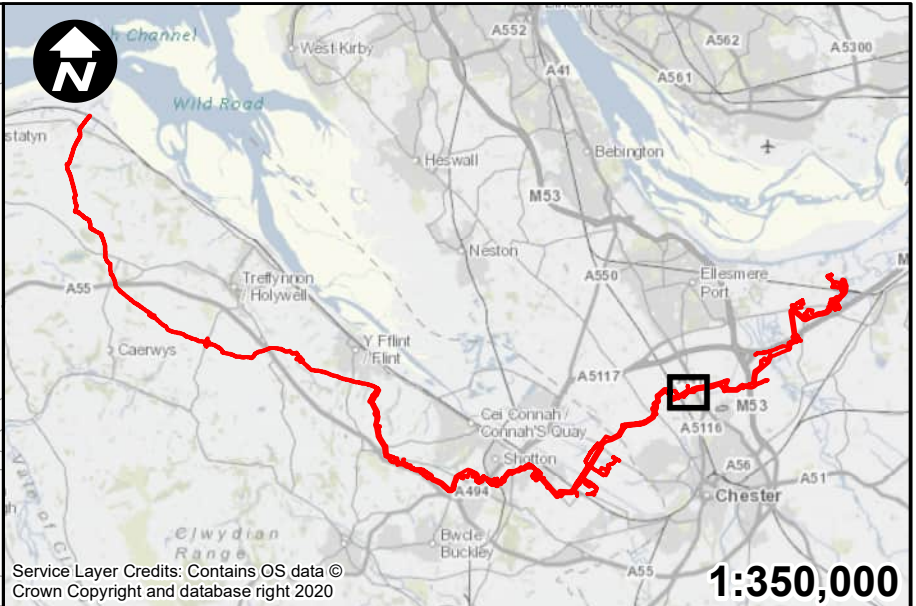 N
Wild Road
West Kirby
A552
A562
A5300
A41
A561
statyn
Heswall
Bebington
M53
Neston
A550
Treffynnon
/ Holywell
Ellesmere
Port
A55
Caerwys
Y Fflint
/ Flint
A5117
M53
A5116
Cei Connah /
Connah'S Quay
Shotton
A56
A51
A494
Chester
Clwydian
Range
Bwcle
Buckley
A55
Service Layer Credits: Contains OS data ©
Crown Copyright and database right 2020
1:350,000